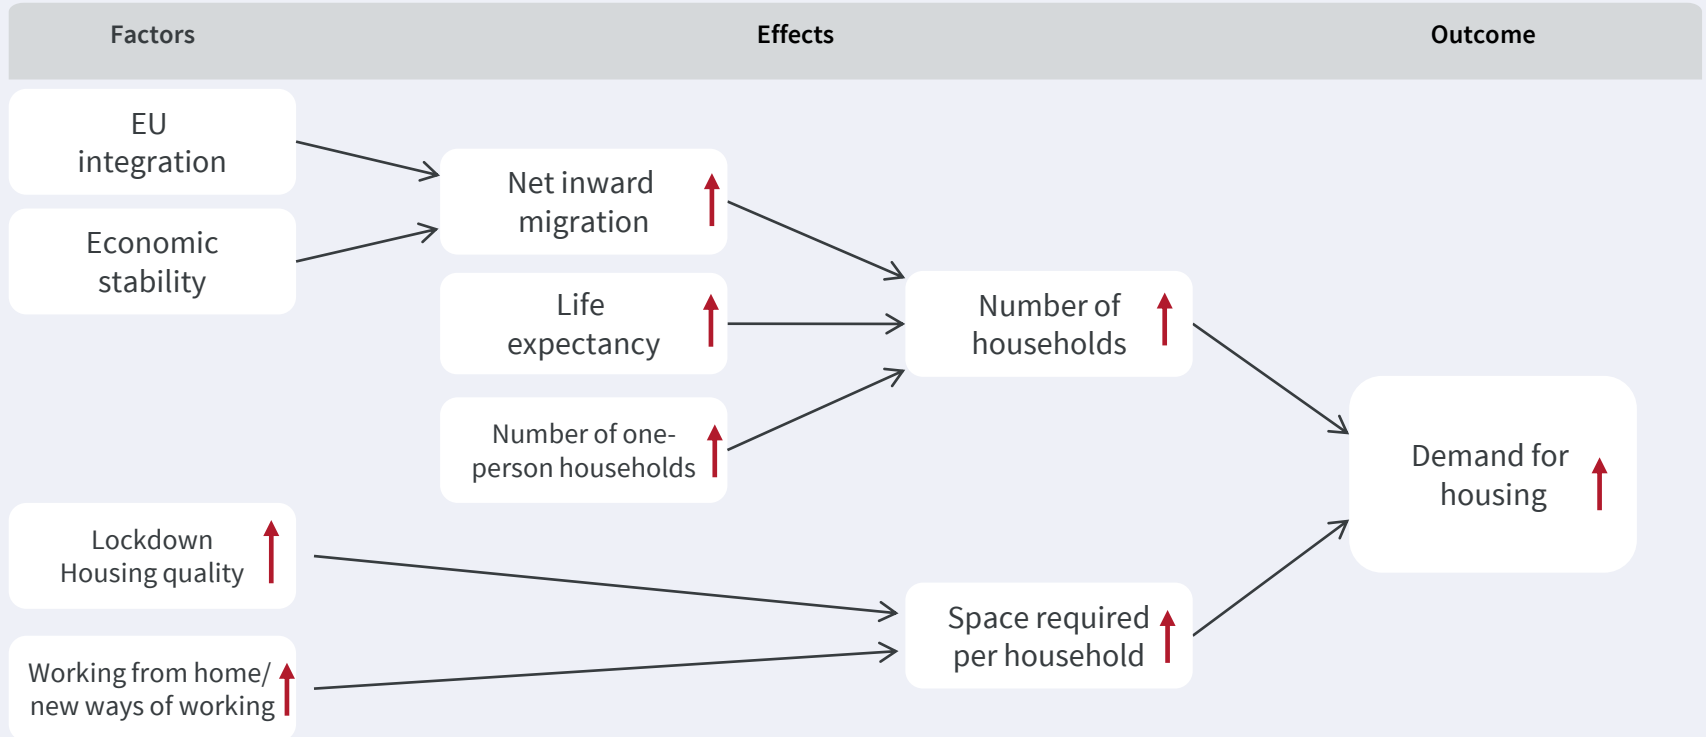 Factors
Effects
Outcome
EU
integration
Economic
stability
Net inward
migration
Life
expectancy
Number of one-
person households
Number of
households
Lockdown
Housing quality
Working from home/
new ways of working
Space required
per household
Demand for
housing